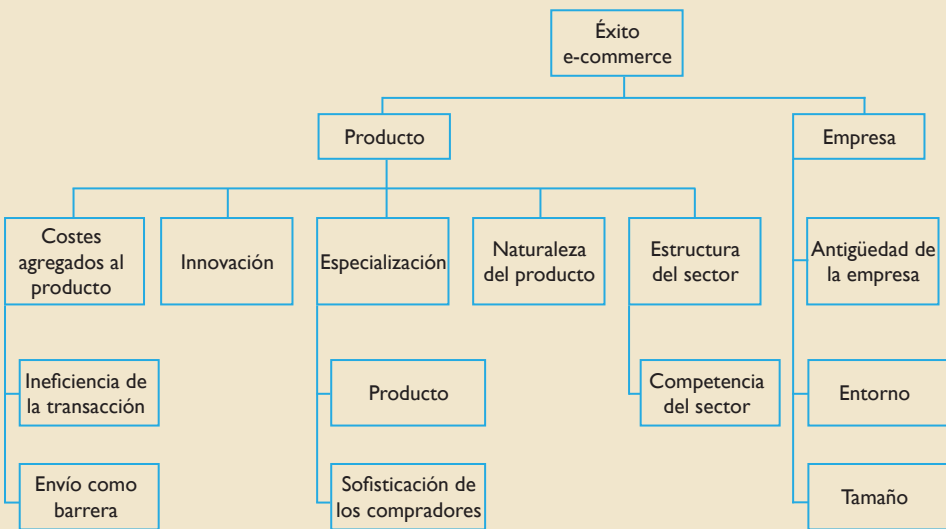 Éxito
e-commerce
Producto
Empresa
Costes
agregados al
producto
Innovación
Especialización
Naturaleza
del producto
Estructura
del sector
Antigüedad de
la empresa
Ineficiencia de
la transacción
Producto
Competencia
del sector
Entorno
Envío como
barrera
Sofisticación de
los compradores
Tamaño